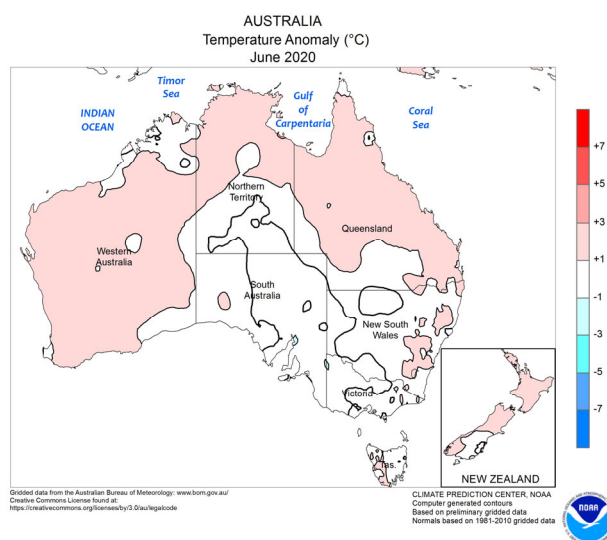 AUSTRALIA
Temperature Anomaly (°C)
June 2020
Timor
Sea
Gulf
of
Carpentaria
Coral
Sea
INDIAN
OCEAN
Northern
Territory
Queensland
Western
Australia
South
Australia
New South
Wales
Victoria
Tas.
NEW ZEALAND
+7
+5
+3
+1
-1
-3
-5
-7
Gridded data from the Australian Bureau of Meteorology: www.bom.gov.au/
Creative Commons License found at:
https://creativecommons.org/licenses/by/3.0/au/legalcode
CLIMATE PREDICTION CENTER, NOAA
Computer generated contours
Based on preliminary gridded data
Normals based on 1981-2010 gridded data
NOAA